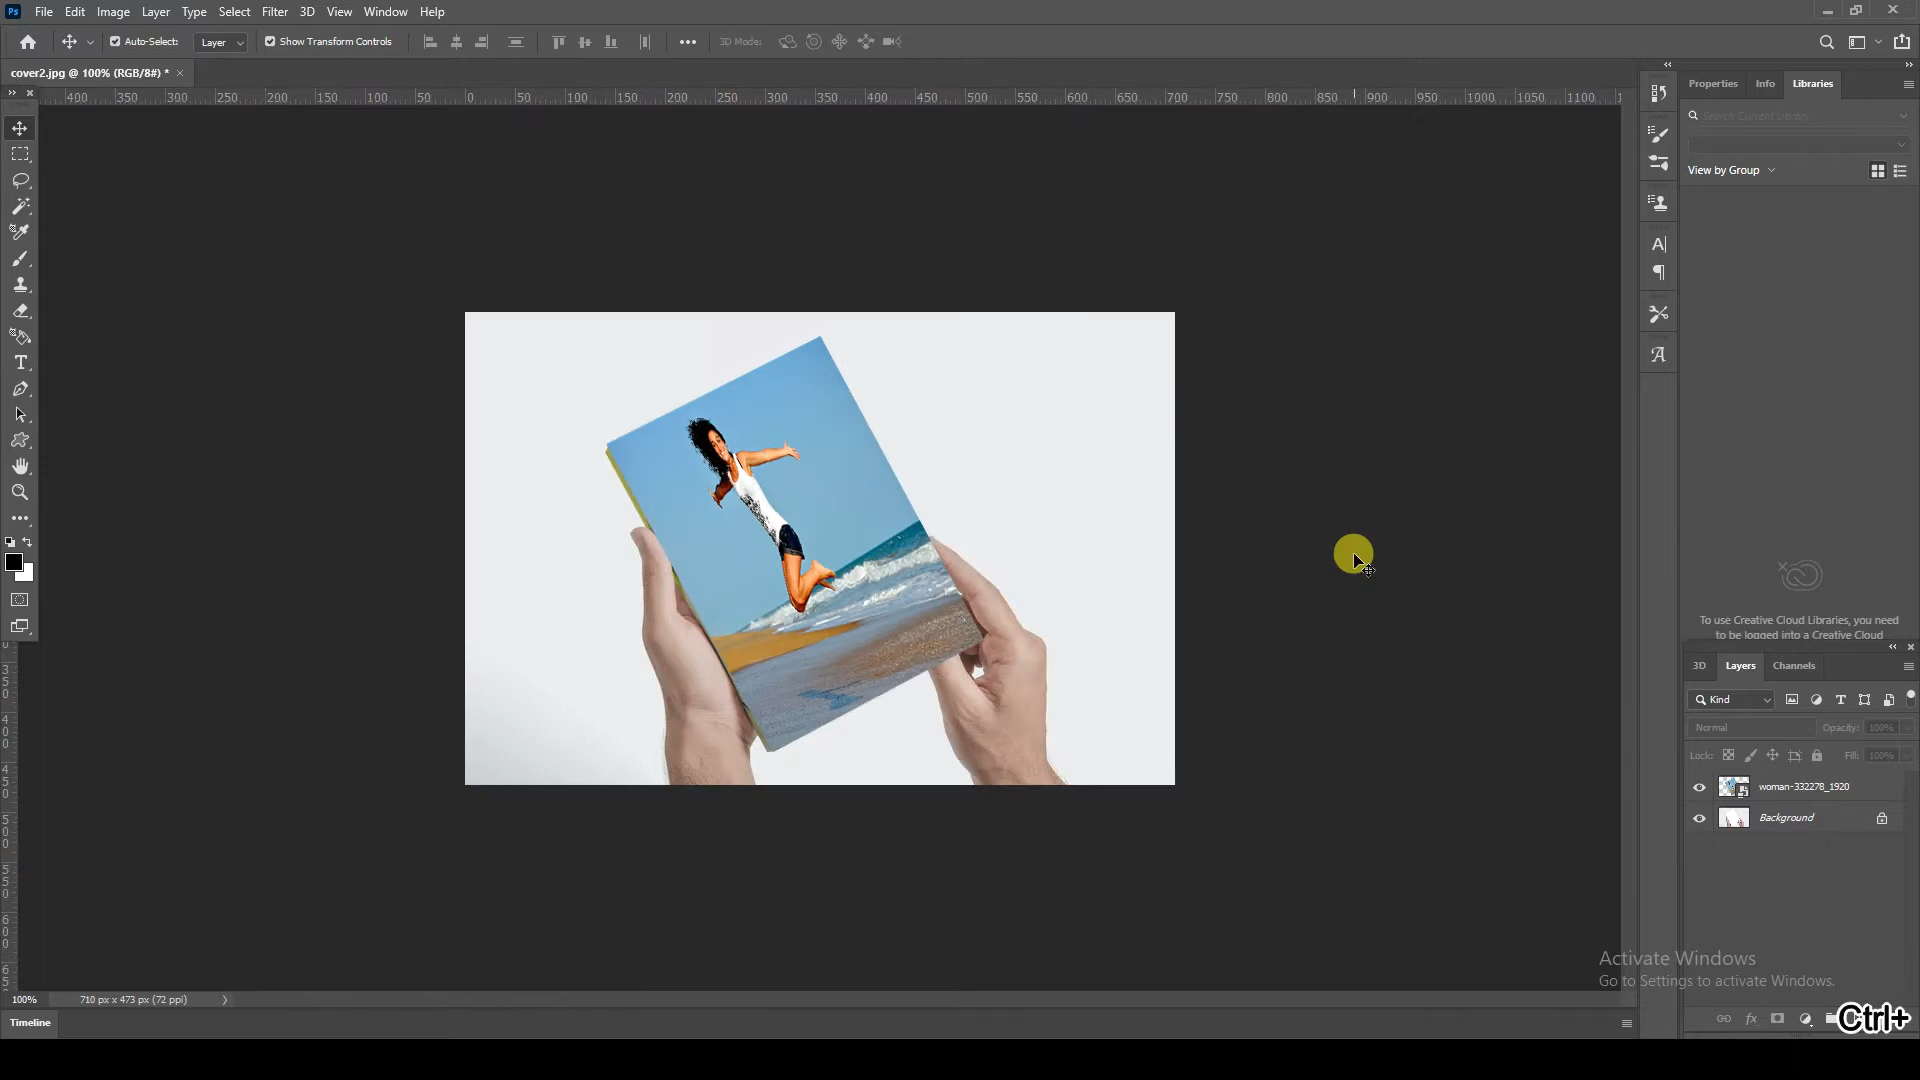 Ps File Edit Image Layer Type Select Filter 3D View Window Help
Auto-Select: Layer Show Transform Controls 3D Mode:
cover2.jpg @ 100% (RGB/8#) *
400 350 300 250 200 150 100 50 0 50 100 150 200 250 300 350 400 450 500 550 600 650 700 750 800 850 900 950 1000 1050 1100
Properties Info Libraries
Search Current Library
View by Group
To use Creative Cloud Libraries, you need
to be logged into a Creative Cloud
3D Layers Channels
Kind
Normal Opacity: 100%
Lock: Fill: 100%
woman-332278_1920
Background
Activate Windows
Go to Settings to activate Windows.
100% 710 px x 473 px (72 ppi)
Timeline
Ctrl+